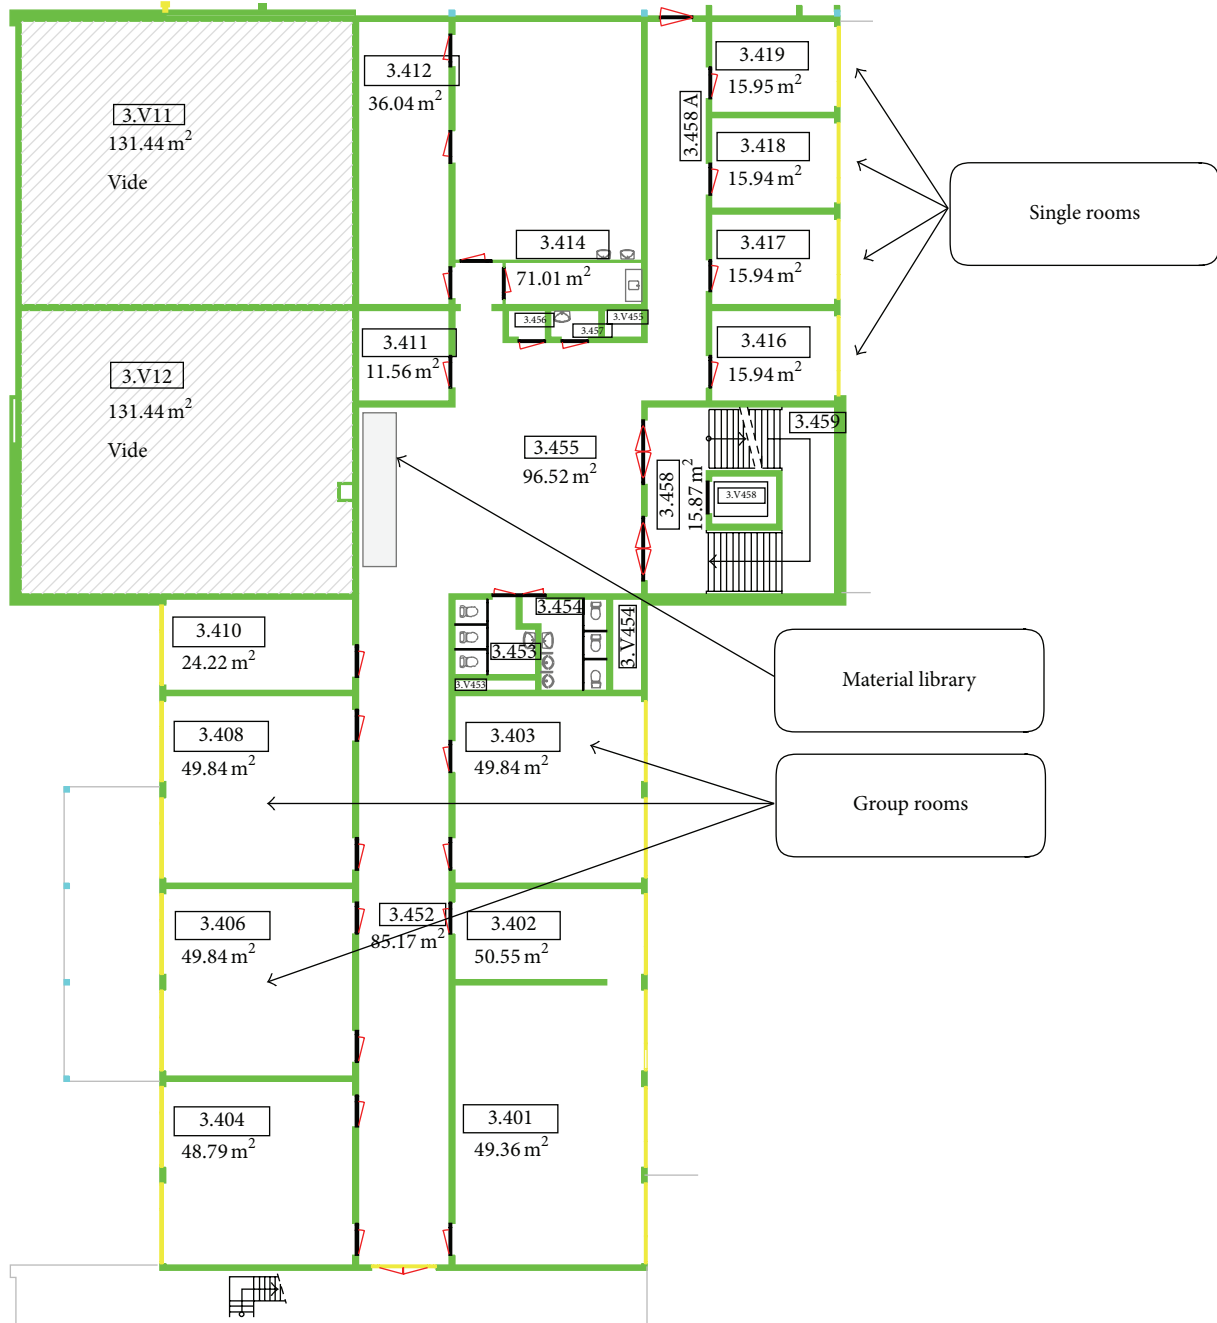 3.V11
131.44 m²
Vide
3.412
36.04 m²
3.414
71.01 m²
3.458 A
3.419
15.95 m²
3.418
15.94 m²
3.417
15.94 m²
3.416
15.94 m²
Single rooms
3.456
3.457
3.V455
3.411
11.56 m²
3.V12
131.44 m²
Vide
3.455
96.52 m²
3.458
15.87 m²
3.459
3.V458
3.410
24.22 m²
3.454
3.453
3.V453
3.V454
Material library
3.408
49.84 m²
3.403
49.84 m²
Group rooms
3.406
49.84 m²
3.452
85.17 m²
3.402
50.55 m²
3.404
48.79 m²
3.401
49.36 m²